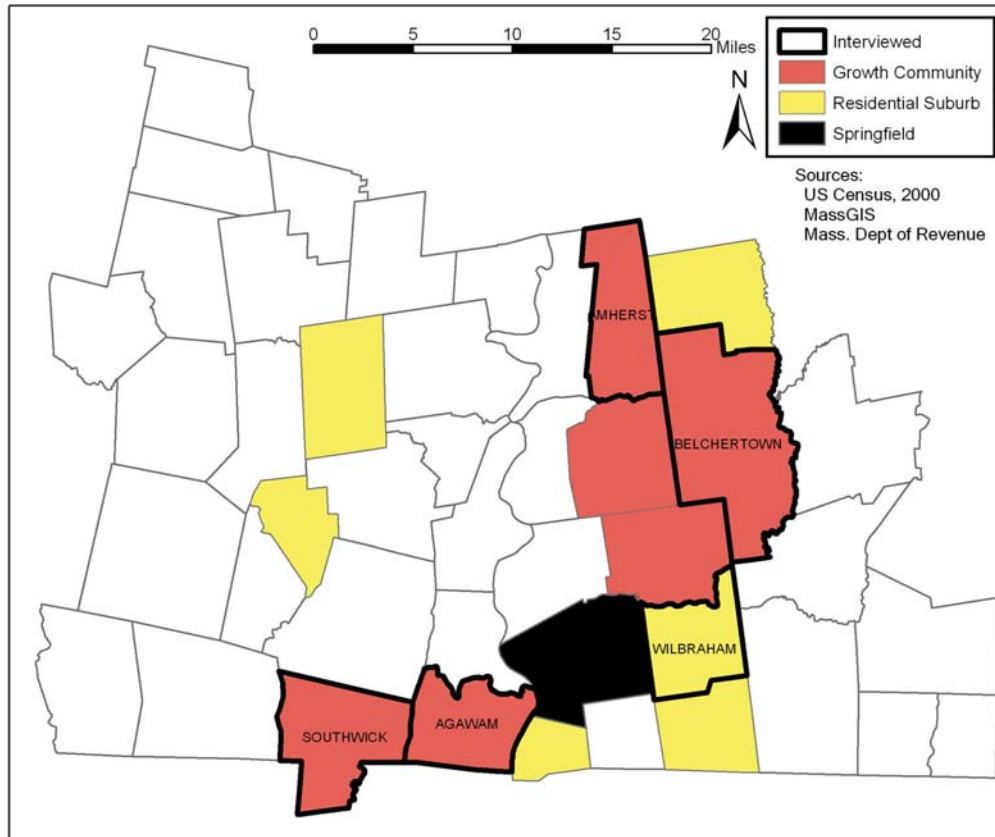 0 5 10 15 20
Miles
Interviewed
Growth Community
Residential Suburb
Springfield
N
Sources:
US Census, 2000
MassGIS
Mass. Dept of Revenue
AMHERST
BELCHERTOWN
WILBRAHAM
SOUTHWICK
AGAWAM